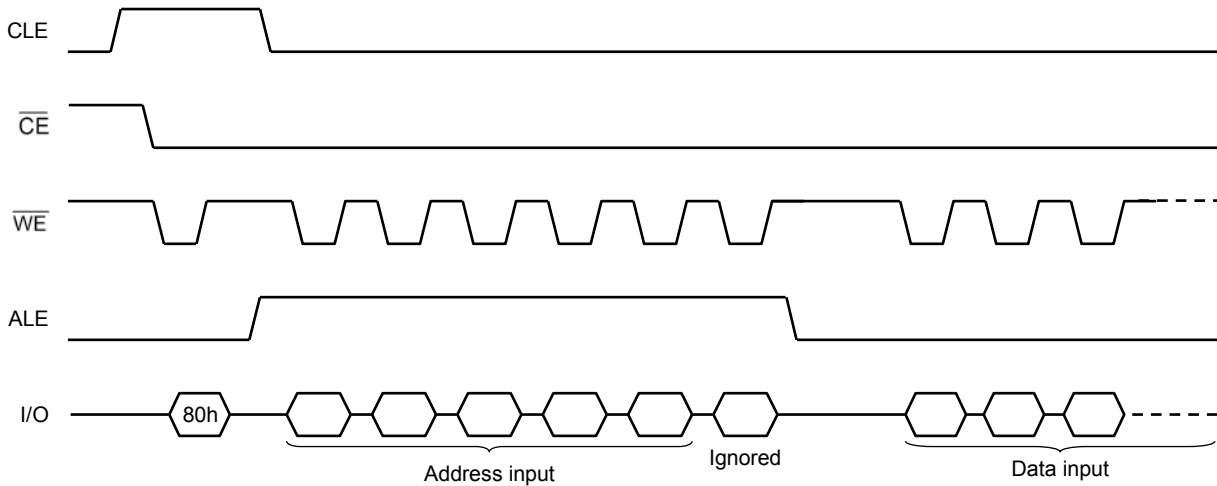 CLE
CE
WE
ALE
I/O
80h
Address input
Ignored
Data input